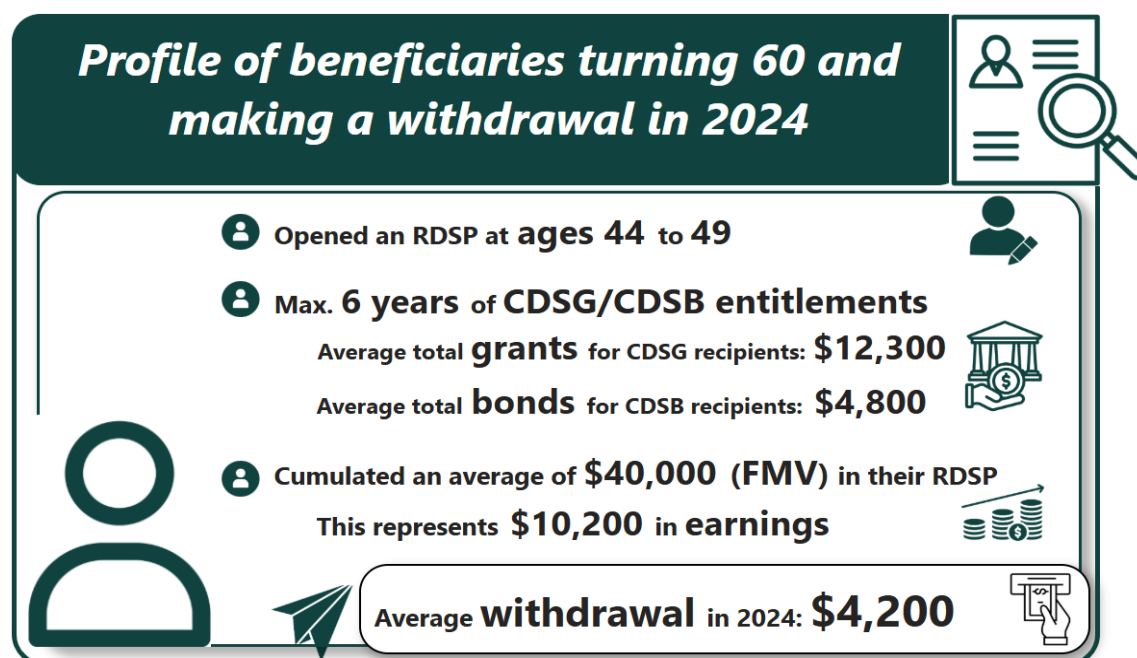 Profile of beneficiaries turning 60 and
making a withdrawal in 2024
Opened an RDSP at ages 44 to 49
Max. 6 years of CDSG/CDSB entitlements
Average total grants for CDSG recipients: $12,300
Average total bonds for CDSB recipients: $4,800
Cumulated an average of $40,000 (FMV) in their RDSP
This represents $10,200 in earnings
Average withdrawal in 2024: $4,200